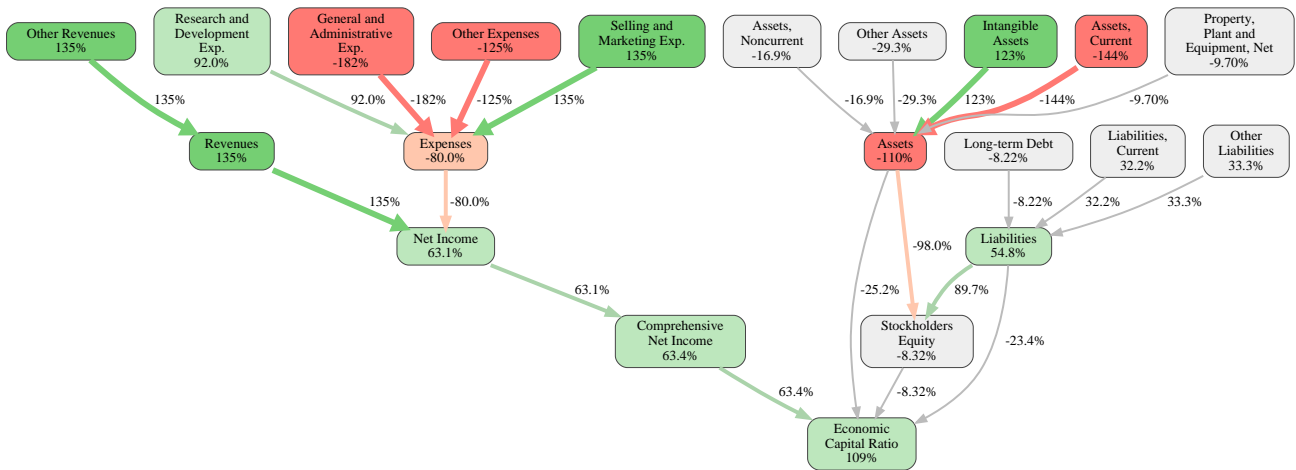 Other Revenues
135%
Research and
Development
Exp.
92.0%
General and
Administrative
Exp.
-182%
Other Expenses
-125%
Selling and
Marketing Exp.
135%
Assets,
Noncurrent
-16.9%
Other Assets
-29.3%
Intangible
Assets
123%
Assets,
Current
-144%
Property,
Plant and
Equipment, Net
-9.70%
135%
92.0%
-182%
-125%
135%
-16.9%
-29.3%
123%
-144%
-9.70%
Revenues
135%
Expenses
-80.0%
Assets
-110%
Long-term Debt
-8.22%
Liabilities,
Current
32.2%
Other
Liabilities
33.3%
135%
-80.0%
-8.22%
32.2%
33.3%
Net Income
63.1%
Liabilities
54.8%
-98.0%
63.1%
-25.2%
89.7%
Comprehensive
Net Income
63.4%
Stockholders
Equity
-8.32%
-23.4%
63.4%
-8.32%
Economic
Capital Ratio
109%